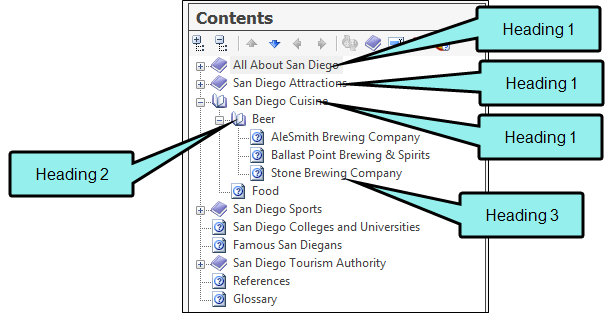 Contents
Heading 1
All About San Diego
San Diego Attractions
Heading 1
San Diego Cuisine
Beer
Heading 1
AleSmith Brewing Company
Ballast Point Brewing & Spirits
Heading 2
Stone Brewing Company
Food
Heading 3
San Diego Sports
San Diego Colleges and Universities
Famous San Diegans
San Diego Tourism Authority
References
Glossary